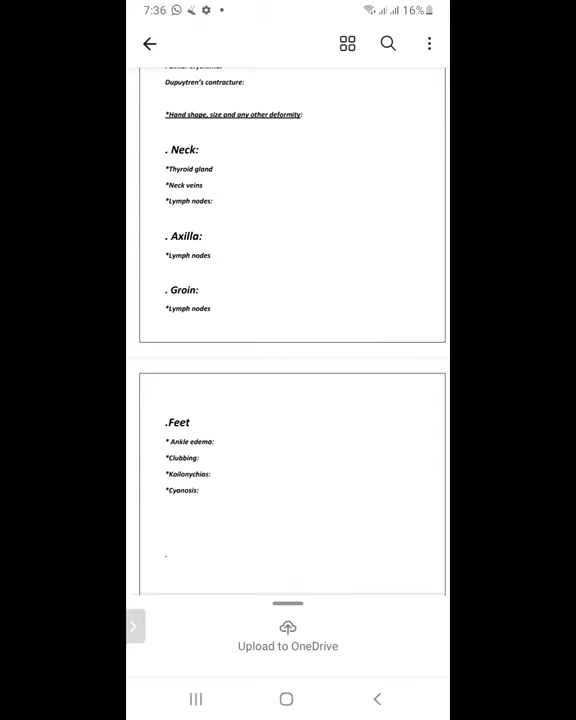 7:36 16%
Dupuytren's contracture:
*Hand shape, size and any other deformity:
. Neck:
*Thyroid gland
*Neck veins
*Lymph nodes:
. Axilla:
*Lymph nodes
. Groin:
*Lymph nodes
.Feet
* Ankle edema:
*Clubbing:
*Koilonychias:
*Cyanosis:
.
Upload to OneDrive